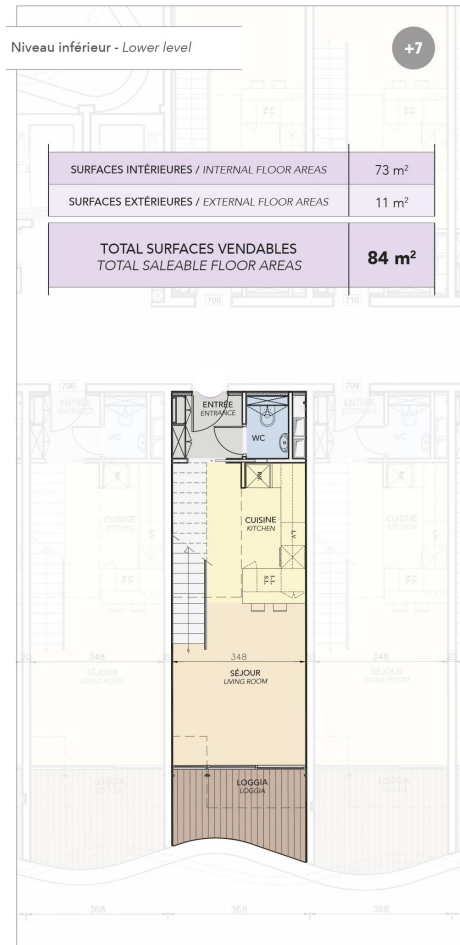 Niveau inférieur - Lower level
+7
SURFACES INTÉRIEURES / INTERNAL FLOOR AREAS 73 m²
SURFACES EXTÉRIEURES / EXTERNAL FLOOR AREAS 11 m²
TOTAL SURFACES VENDABLES
TOTAL SALEABLE FLOOR AREAS
84 m²
708 710
706 709
ENTRÉE
ENTRANCE
ENTRÉE
ENTRANCE
ENTRÉE
ENTRANCE
WC WC WC
CUISINE
KITCHEN
CUISINE
KITCHEN
CUISINE
KITCHEN
L.V.
20 348 20 348 20 348
SÉJOUR
LIVING ROOM
SÉJOUR
LIVING ROOM
SÉJOUR
LIVING ROOM
LOGGIA
LOGGIA
LOGGIA
LOGGIA
LOGGIA
LOGGIA
368 368 368